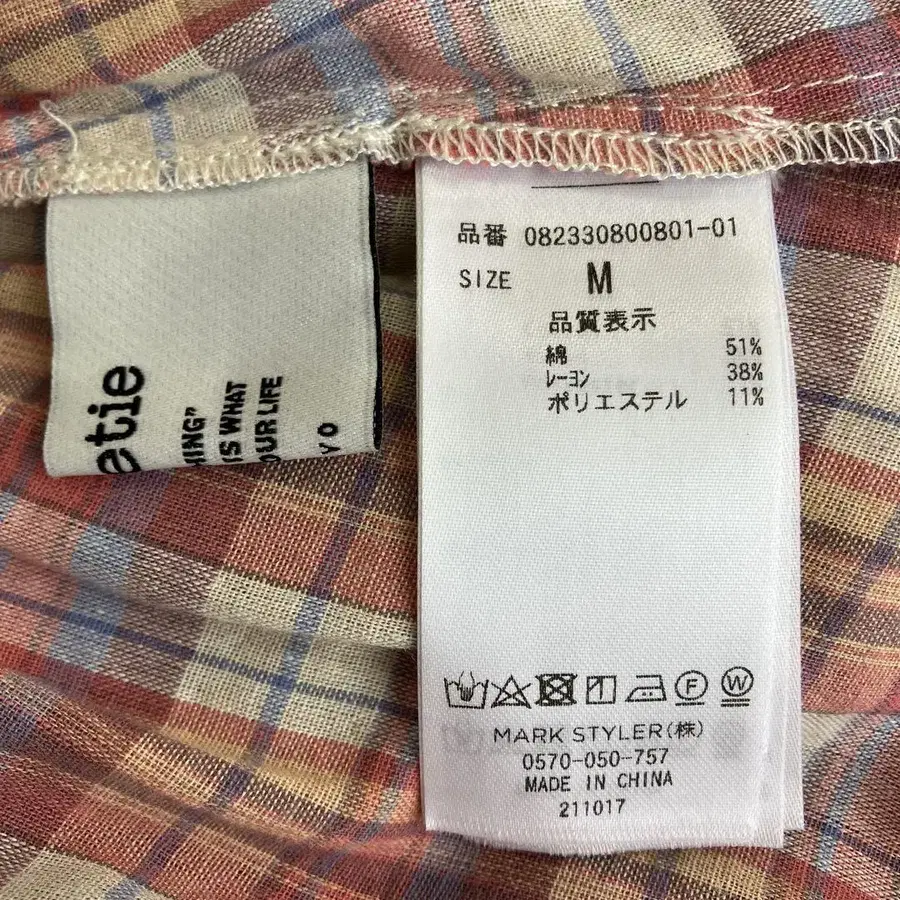 etie
HING"
IS WHAT
OUR LIFE
YO
品番 082330800801-01
SIZE M
品質表示
綿 51%
レーヨン 38%
ポリエステル 11%
F
W
MARK STYLER(株)
0570-050-757
MADE IN CHINA
211017